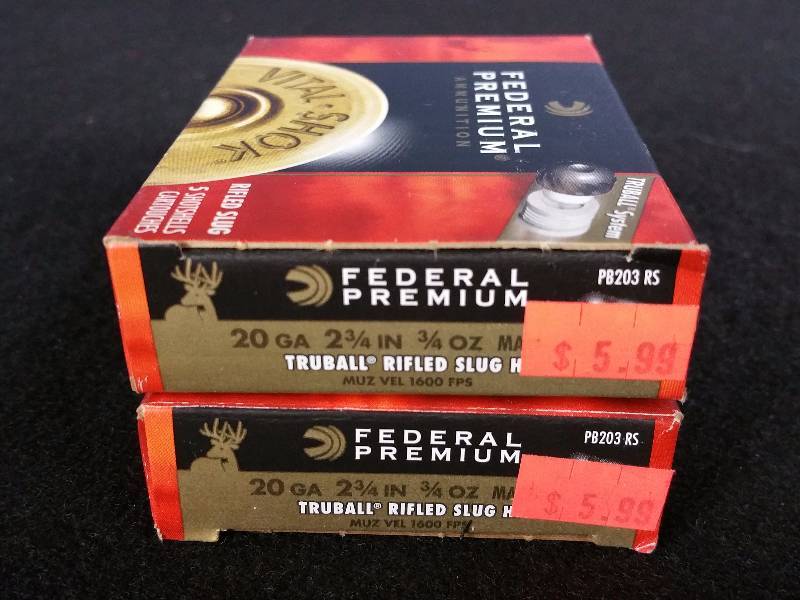 VITAL·SHOK
FEDERAL
PREMIUM®
AMMUNITION
RIFLED SLUG
5 SHOTSHELLS
CARTOUCHES
TRUBALL® System
FEDERAL
PREMIUM
PB203 RS
20 GA 2¾ IN ¾ OZ MA
TRUBALL® RIFLED SLUG H
MUZ VEL 1600 FPS
$ 5.99
FEDERAL
PREMIUM
PB203 RS
20 GA 2¾ IN ¾ OZ MA
TRUBALL® RIFLED SLUG H
MUZ VEL 1600 FPS
$ 5.99